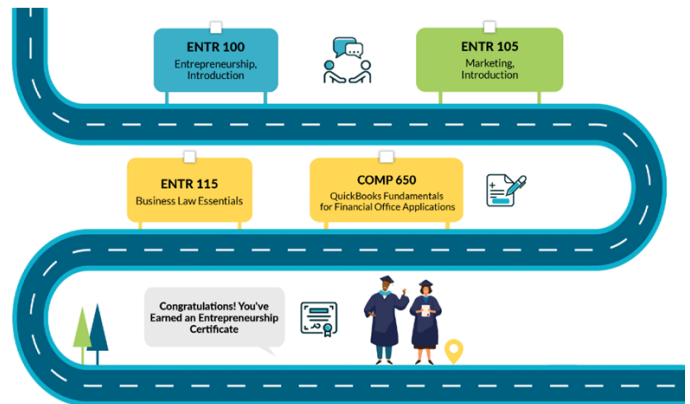 ENTR 100
Entrepreneurship,
Introduction
ENTR 105
Marketing,
Introduction
ENTR 115
Business Law Essentials
COMP 650
QuickBooks Fundamentals
for Financial Office Applications
Congratulations! You've
Earned an Entrepreneurship
Certificate